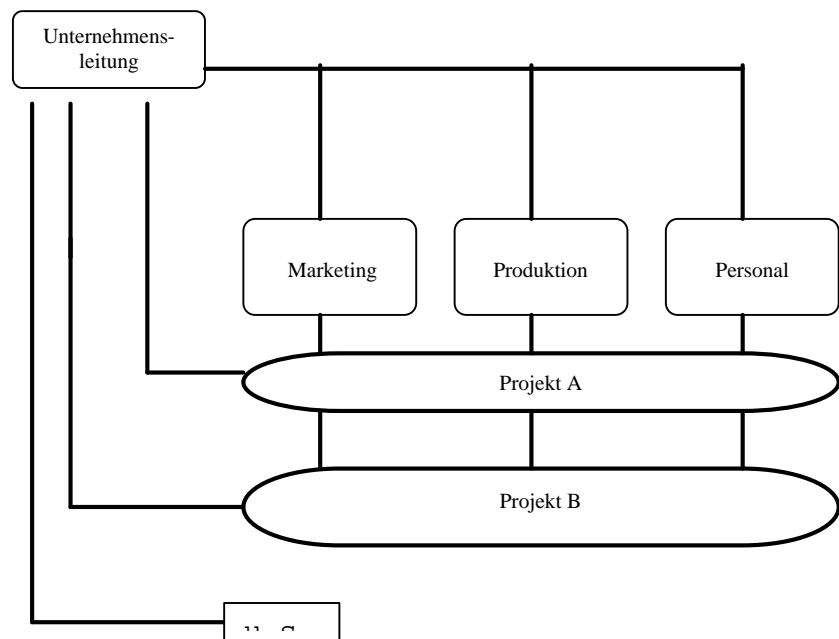 Unternehmens-
leitung
Marketing
Produktion
Personal
Projekt A
Projekt B